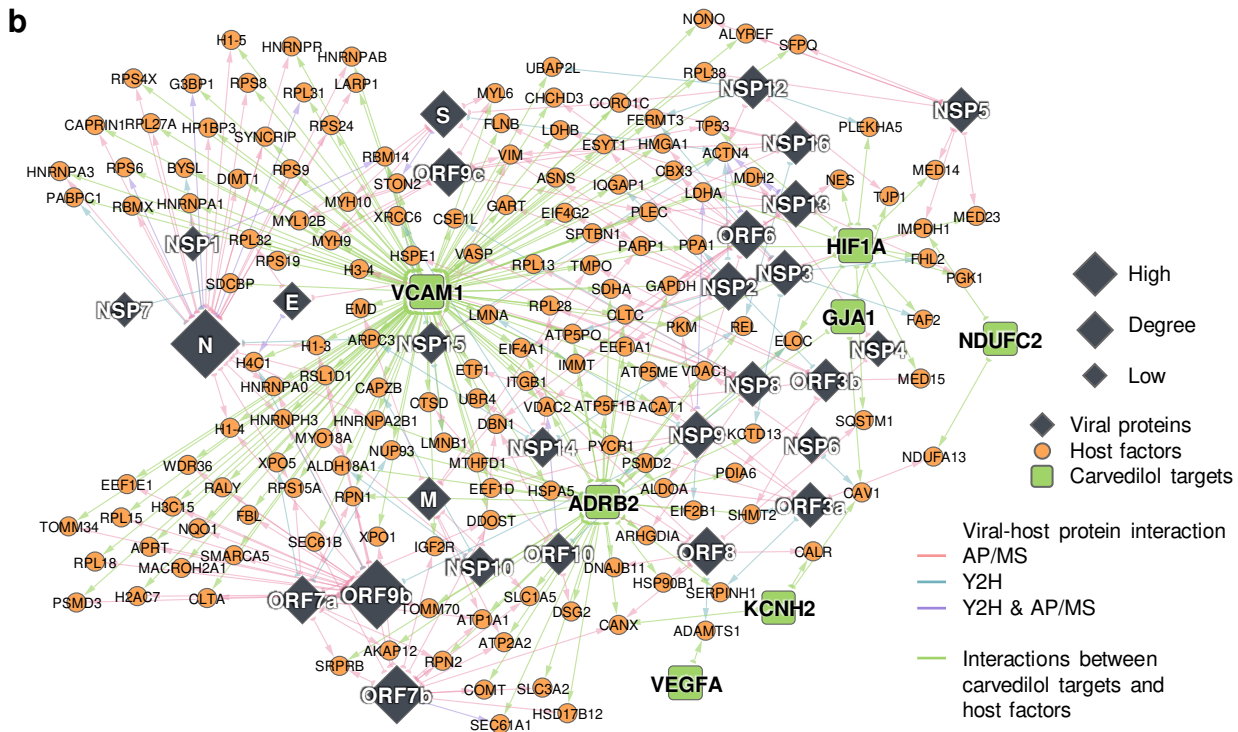 b
NONO
ALYREF
SFPQ
H1-5
HNRNPR
HNRNPAB
RPS4X
G3BP1
RPS8
RPL31
LARP1
UBAP2L
RPL38
NSP12
CHCHD3
MYL6
CORO1C
NSP5
S
CAPRIN1
RPL27A
HP1BP3
SYNCRIP
RPS24
FLNB
LDHB
FERMT3
TP53
PLEKHA5
ESYT1
HMGA1
NSP16
RBM14
VIM
ACTN4
HNRNPA3
RPS6
BYSL
DIMT1
RPS9
STON2
ORF9c
ASNS
IQGAP1
CBX3
MDH2
NES
MED14
PABPC1
RBMX
HNRNPA1
MYH10
LDHA
TJP1
GART
EIF4G2
PLEC
NSP13
MED23
MYL12B
XRCC6
CSE1L
IMPDH1
NSP1
RPL32
MYH9
SPTBN1
PARP1
PPA1
ORF6
HIF1A
HSPE1
VASP
RPS19
H3-4
RPL13
TMPO
NSP3
FHL2
PGK1
SDCBP
VCAM1
SDHA
GAPDH
NSP2
High
NSP7
E
EMD
LMNA
RPL28
CLTC
GJA1
FAF2
Degree
N
H1-3
ARPC3
NSP15
ATP5PO
PKM
REL
ELOC
NSP4
NDUFC2
EIF4A1
EEF1A1
H4C1
RSL1D1
ETF1
IMMT
ATP5ME
VDAC1
Low
HNRNPA0
CAPZB
CTSD
UBR4
ITGB1
NSP8
ORF3b
MED15
VDAC2
ATP5F1B
ACAT1
HNRNPH3
HNRNPA2B1
DBN1
SQSTM1
Viral proteins
H1-4
MYO18A
NUP93
LMNB1
NSP14
PYCR1
NSP9
KCTD13
NSP6
Host factors
WDR36
XPO5
ALDH18A1
MTHFD1
PSMD2
PDIA6
NDUFA13
Carvedilol targets
EEF1E1
RALY
RPS15A
RPN1
M
EEF1D
HSPA5
ADRB2
ALDOA
CAV1
H3C15
TOMM34
RPL15
NQO1
FBL
DDOST
EIF2B1
SHMT2
ORF3a
Viral-host protein interaction
SEC61B
XPO1
ARHGDIA
APRT
SMARCA5
IGF2R
NSP10
ORF10
ORF8
CALR
AP/MS
RPL18
MACROH2A1
DNAJB11
HSP90B1
Y2H
PSMD3
H2AC7
CLTA
ORF7a
ORF9b
TOMM70
SLC1A5
DSG2
SERPINH1
KCNH2
Y2H & AP/MS
ATP1A1
CANX
ADAMTS1
AKAP12
ATP2A2
SRPRB
RPN2
Interactions between
carvedilol targets and
host factors
ORF7b
COMT
SLC3A2
VEGFA
HSD17B12
SEC61A1